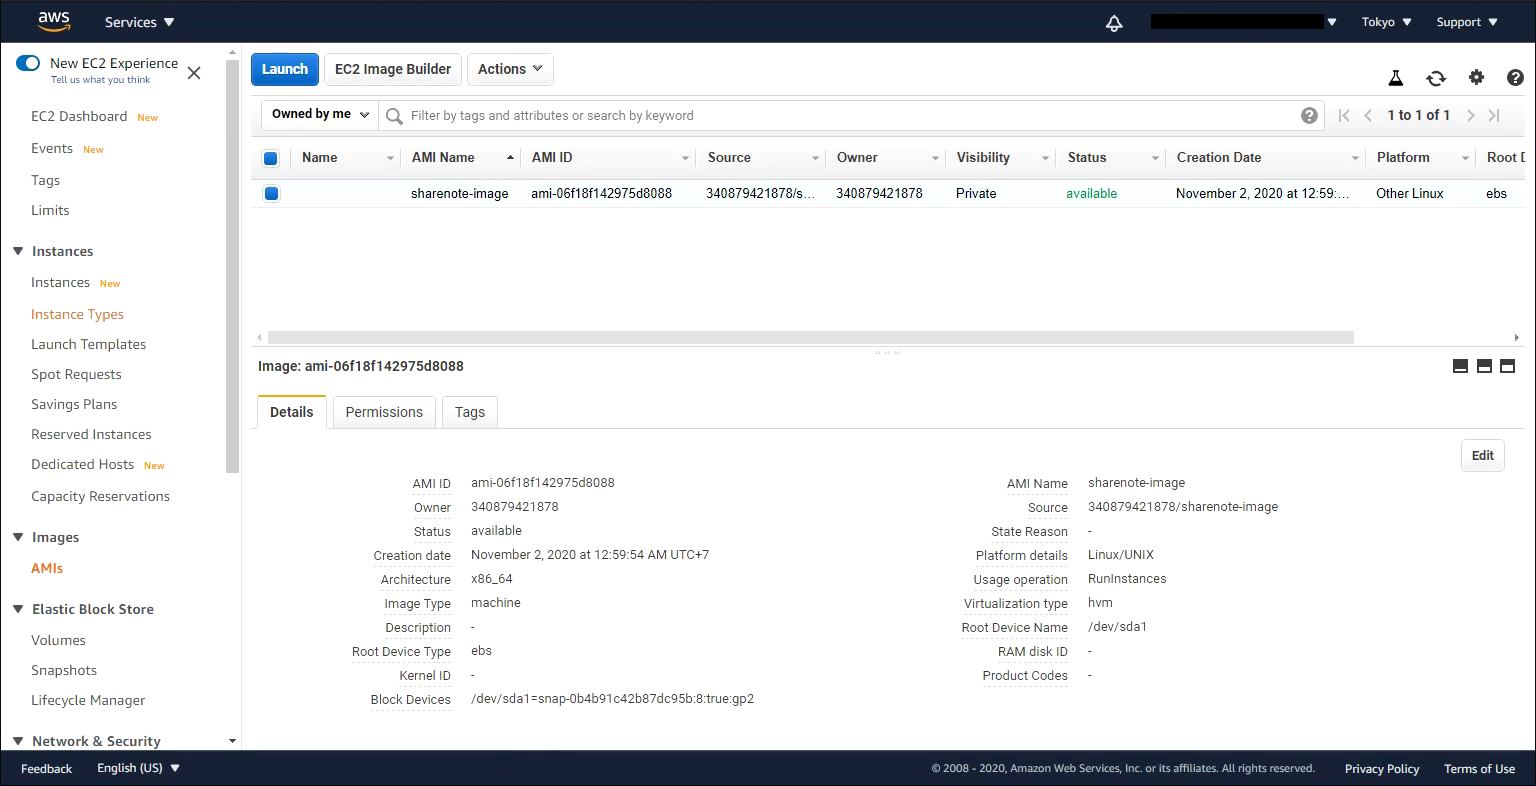 aws Services Tokyo Support
New EC2 Experience
Tell us what you think
EC2 Dashboard New
Events New
Tags
Limits
Instances
Instances New
Instance Types
Launch Templates
Spot Requests
Savings Plans
Reserved Instances
Dedicated Hosts New
Capacity Reservations
Images
AMIs
Elastic Block Store
Volumes
Snapshots
Lifecycle Manager
Network & Security
Launch EC2 Image Builder Actions
Owned by me Filter by tags and attributes or search by keyword 1 to 1 of 1
Name AMI Name AMI ID Source Owner Visibility Status Creation Date Platform Root D
sharenote-image ami-06f18f142975d8088 340879421878/s... 340879421878 Private available November 2, 2020 at 12:59:... Other Linux ebs
Image: ami-06f18f142975d8088
Details Permissions Tags
Edit
AMI ID ami-06f18f142975d8088 AMI Name sharenote-image
Owner 340879421878 Source 340879421878/sharenote-image
Status available State Reason -
Creation date November 2, 2020 at 12:59:54 AM UTC+7 Platform details Linux/UNIX
Architecture x86_64 Usage operation RunInstances
Image Type machine Virtualization type hvm
Description - Root Device Name /dev/sda1
Root Device Type ebs RAM disk ID -
Kernel ID - Product Codes -
Block Devices /dev/sda1=snap-0b4b91c42b87dc95b:8:true:gp2
Feedback English (US) © 2008 - 2020, Amazon Web Services, Inc. or its affiliates. All rights reserved. Privacy Policy Terms of Use